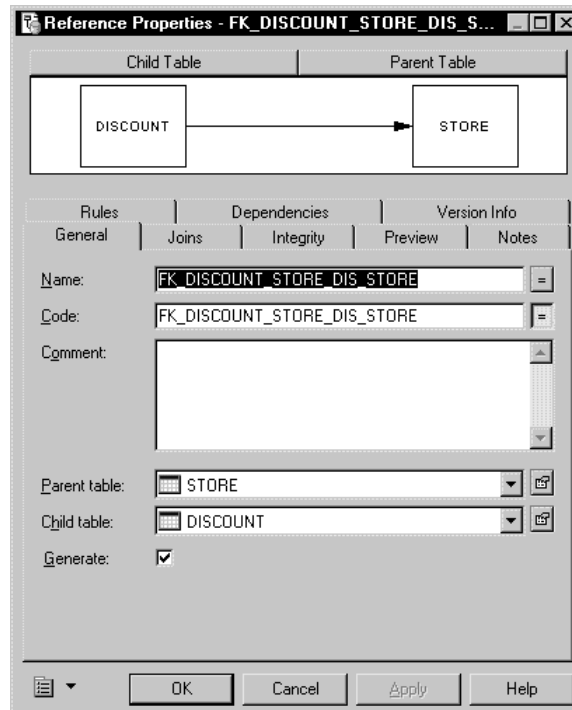 Reference Properties - FK_DISCOUNT_STORE_DIS_S...
Child Table Parent Table
DISCOUNT STORE
Rules Dependencies Version Info
General Joins Integrity Preview Notes
Name: FK_DISCOUNT_STORE_DIS_STORE =
Code: FK_DISCOUNT_STORE_DIS_STORE =
Comment:
Parent table: STORE
Child table: DISCOUNT
Generate:
OK Cancel Apply Help